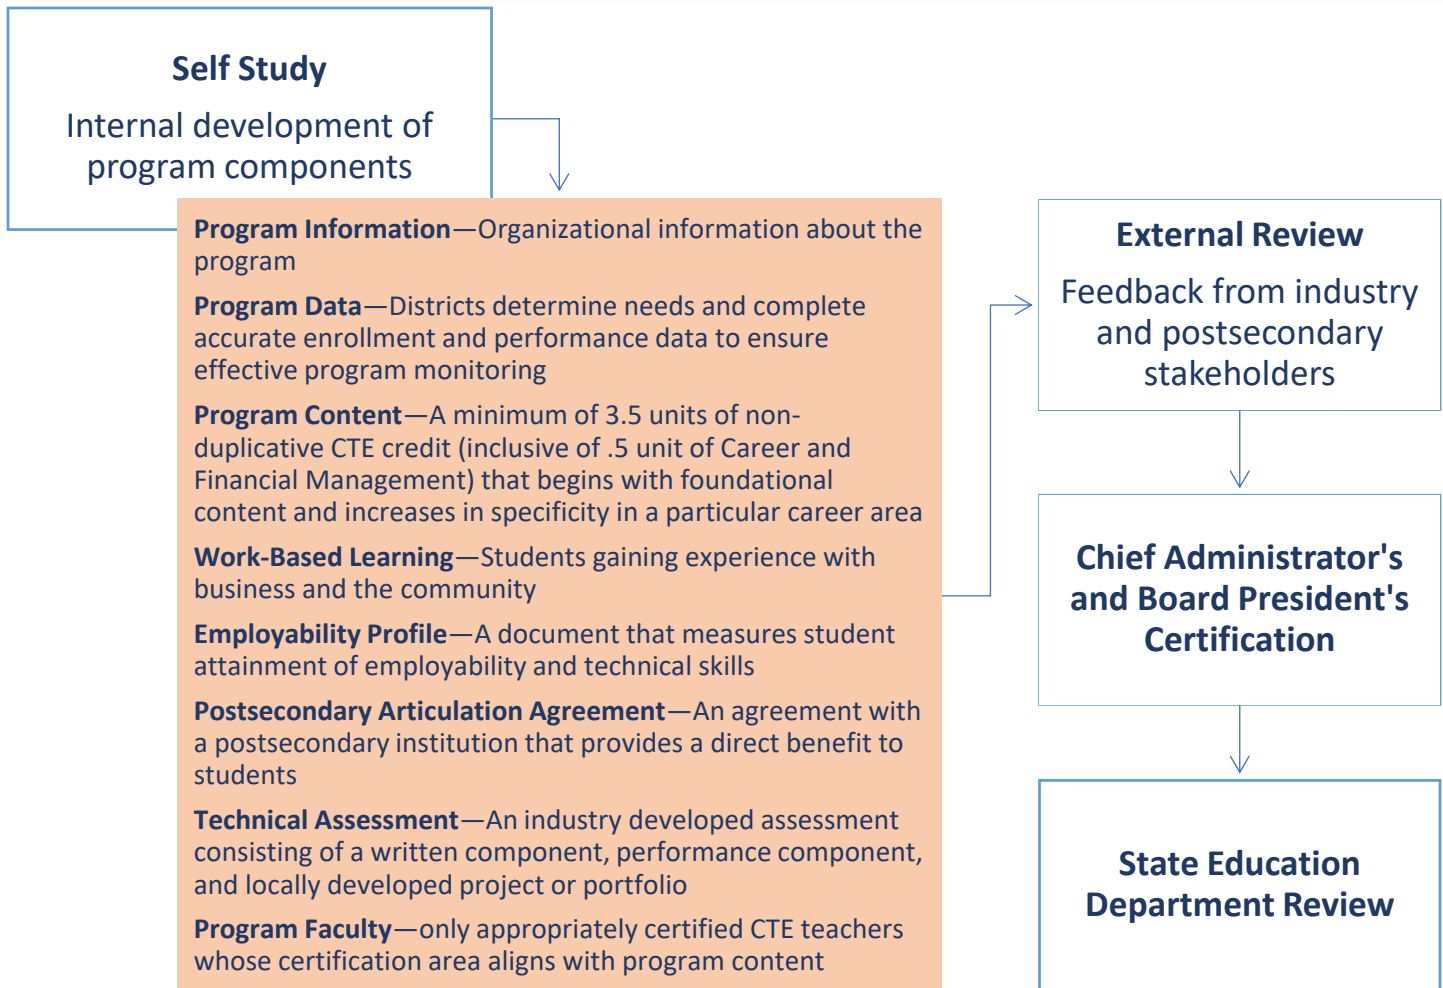 Self Study
Internal development of
program components
Program Information—Organizational information about the
program
Program Data—Districts determine needs and complete
accurate enrollment and performance data to ensure
effective program monitoring
Program Content—A minimum of 3.5 units of non-
duplicative CTE credit (inclusive of .5 unit of Career and
Financial Management) that begins with foundational
content and increases in specificity in a particular career area
Work-Based Learning—Students gaining experience with
business and the community
Employability Profile—A document that measures student
attainment of employability and technical skills
Postsecondary Articulation Agreement—An agreement with
a postsecondary institution that provides a direct benefit to
students
Technical Assessment—An industry developed assessment
consisting of a written component, performance component,
and locally developed project or portfolio
Program Faculty—only appropriately certified CTE teachers
whose certification area aligns with program content
External Review
Feedback from industry
and postsecondary
stakeholders
Chief Administrator's
and Board President's
Certification
State Education
Department Review